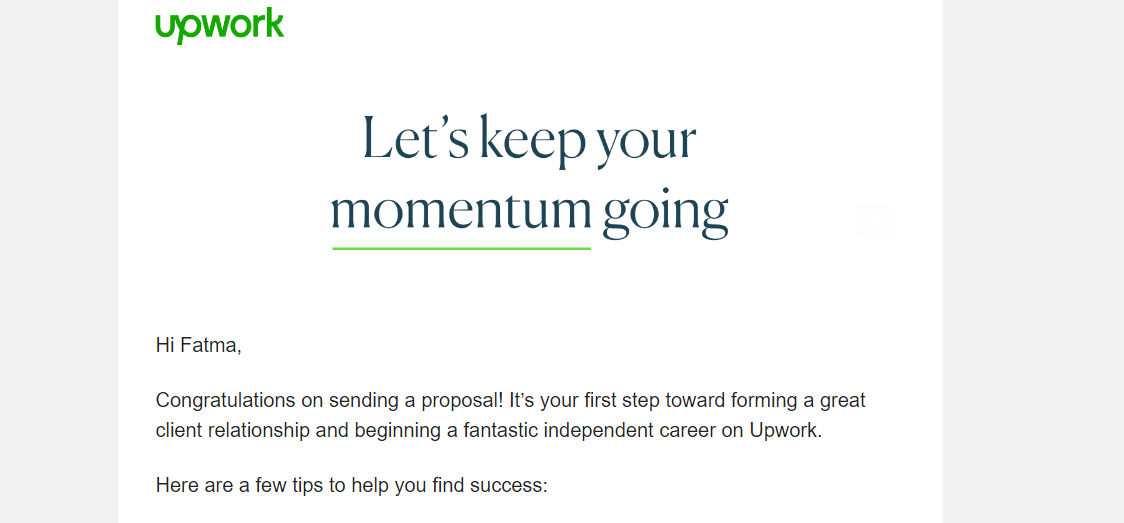 upwork
Let’s keep your
momentum going
Hi Fatma,
Congratulations on sending a proposal! It’s your first step toward forming a great
client relationship and beginning a fantastic independent career on Upwork.
Here are a few tips to help you find success: